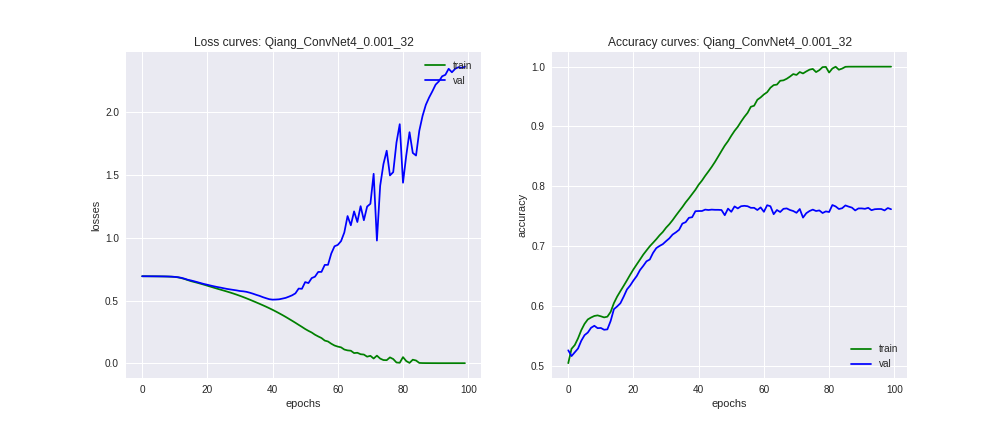 Loss curves: Qiang_ConvNet4_0.001_32
train
val
2.0
1.5
1.0
0.5
0.0
losses
0 20 40 60 80 100
epochs
Accuracy curves: Qiang_ConvNet4_0.001_32
1.0
0.9
0.8
0.7
0.6
0.5
accuracy
train
val
0 20 40 60 80 100
epochs